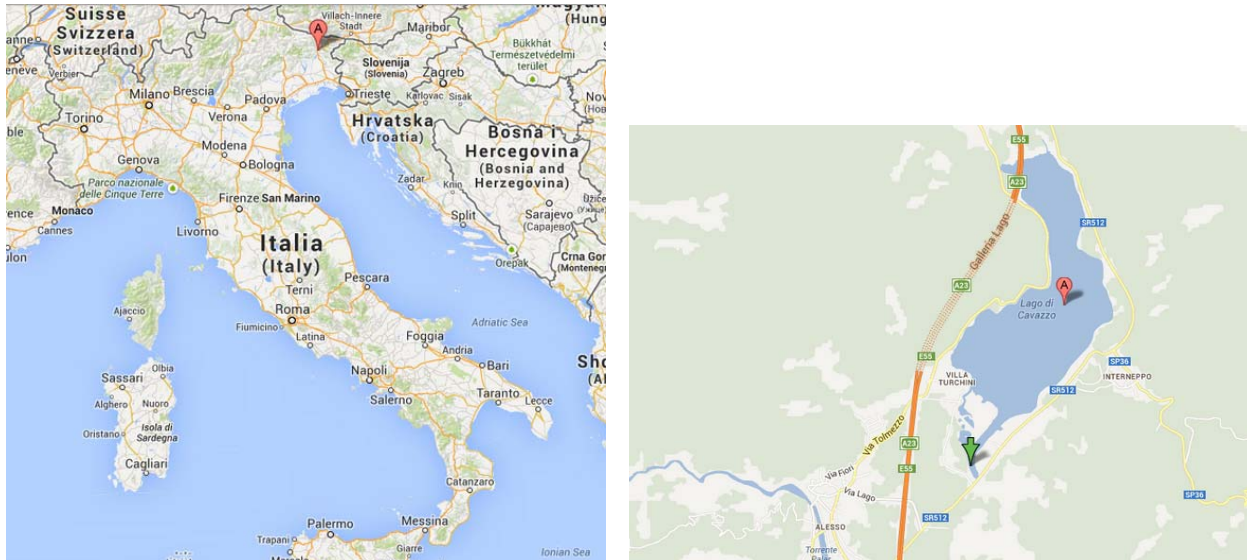 Suisse
Svizzera
(Switzerland)
Verbier
Villach-Innere
Stadt
Maribor
A
Bükkhát
Természetvédelmi
terület
Slovenija
(Slovenia)
Zagreb
Milano
Brescia
Verona
Padova
Trieste
Karlovac
Sisak
Torino
Hrvatska
(Croatia)
Bosna i
Hercegovina
(Bosnia and
Herzegovina)
Modena
Bologna
Genova
Parco nazionale
delle Cinque Terre
Firenze
San Marino
Zadar
Knin
Monaco
Cannes
Livorno
Split
Sarajevo
(Сарајево)
Italia
(Italy)
Orepak
Crna Gor
(Montenegr
Terni
Pescara
Ajaccio
Roma
Fiumicino
Latina
Adriatic Sea
Foggia
Andria
Bari
Olbia
Sassari
Alghero
Nuoro
Napoli
Salerno
Taranto
Lecce
Oristano
Isola di
Sardegna
Cagliari
Catanzaro
Palermo
Messina
Trapani
Giarre
Ionian Sea
E55
A23
SR512
Galleria Lago
A23
A
Lago di
Cavazzo
E55
SP36
VILLA
TURCHINI
INTERNEPPO
SR512
Via Tolmezzo
A23
E55
Via Fiori
Via Lago
SP36
SR512
ALESSO
Torrente